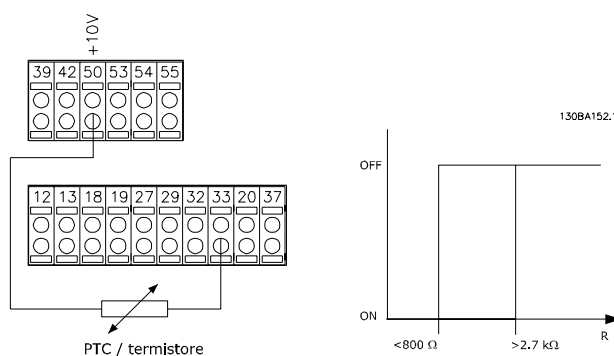 +10V
39 42 50 53 54 55
130BA152.1
OFF
12 13 18 19 27 29 32 33 20 37
ON
<800 Ω
>2.7 kΩ
R
PTC / termistore